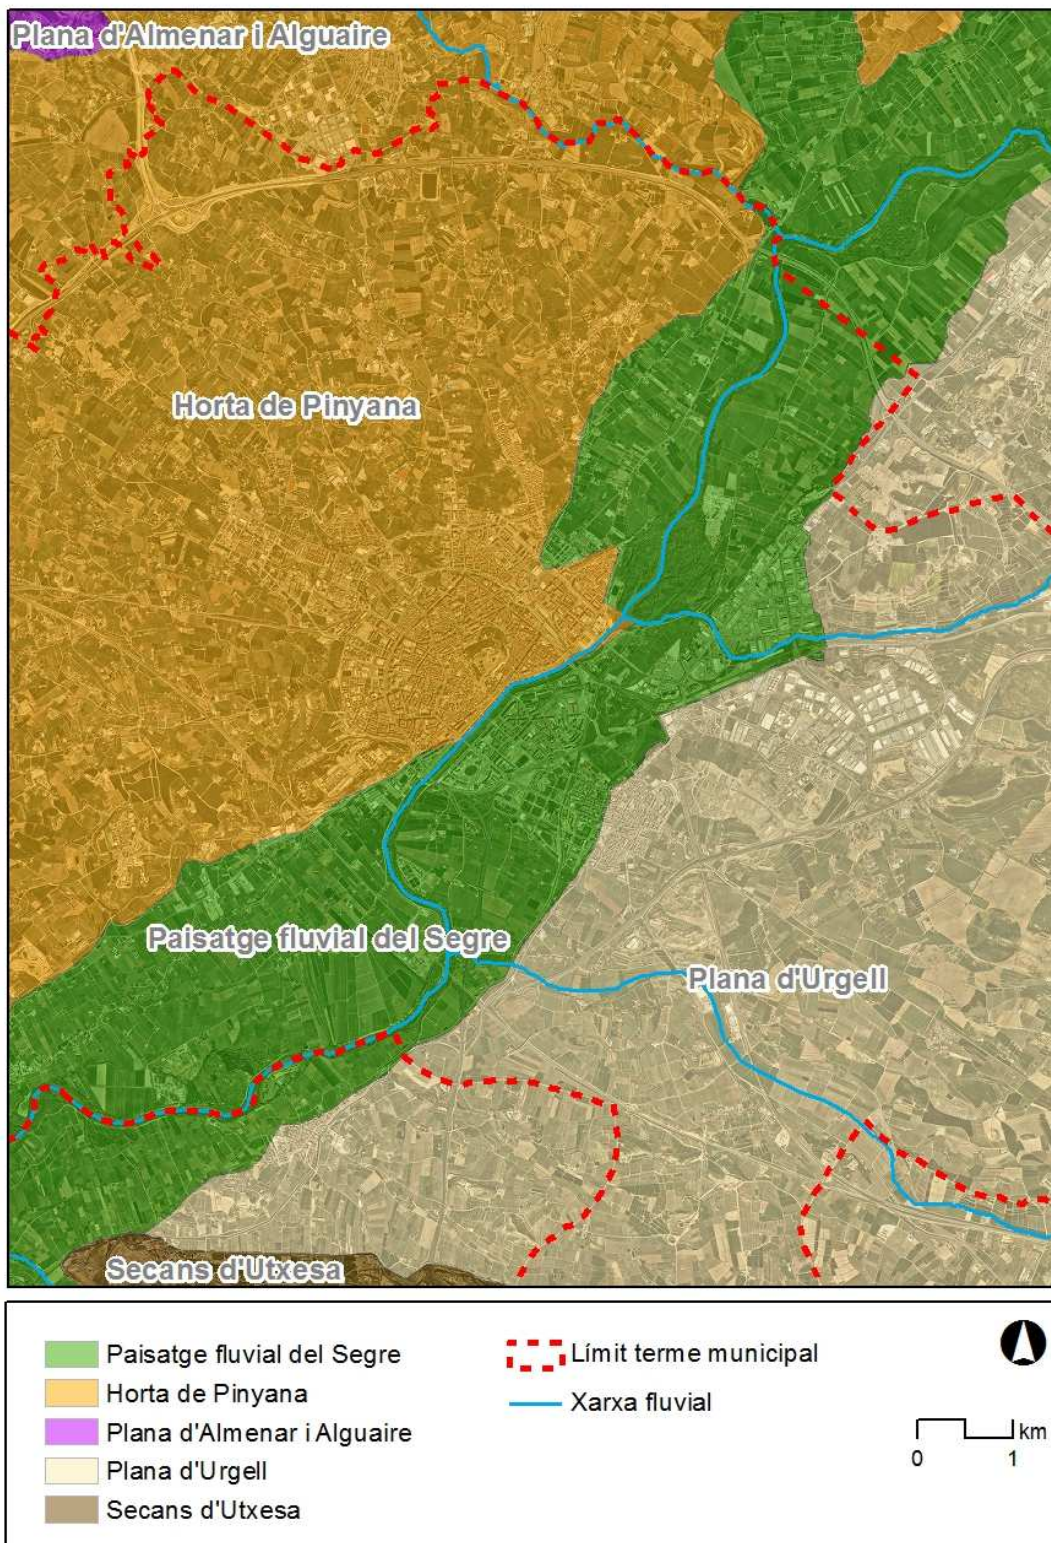 Plana d'Almenar i Alguaire
Horta de Pinyana
Paisatge fluvial del Segre
Plana d'Urgell
Secans d'Utxesa
Paisatge fluvial del Segre
Horta de Pinyana
Plana d'Almenar i Alguaire
Plana d'Urgell
Secans d'Utxesa
Límit terme municipal
Xarxa fluvial
km
0 1